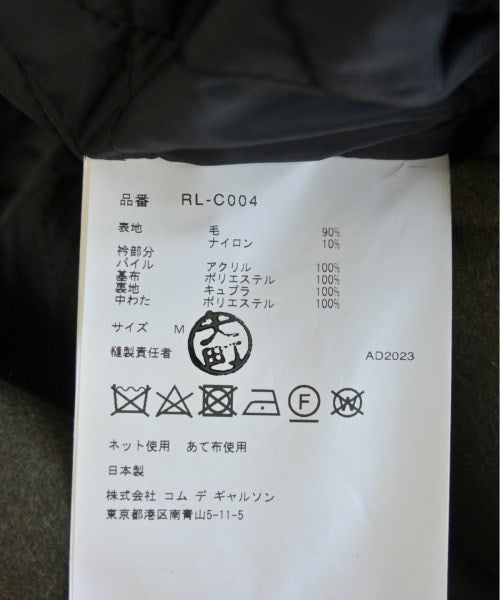 品番 RL-C004
表地 毛 90%
ナイロン 10%
衿部分
パイル アクリル 100%
基布 ポリエステル 100%
裏地 キュプラ 100%
中わた ポリエステル 100%
サイズ M
縫製責任者 大町 AD2023
F W
ネット使用 あて布使用
日本製
株式会社 コム デ ギャルソン
東京都港区南青山5-11-5